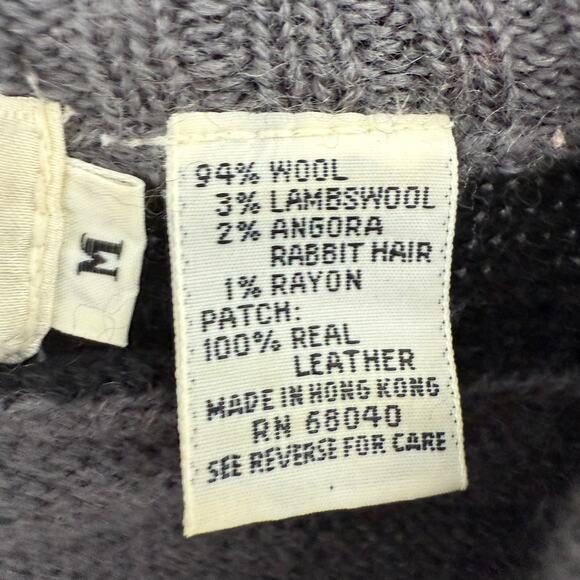 M
94% WOOL
3% LAMBSWOOL
2% ANGORA
RABBIT HAIR
1% RAYON
PATCH:
100% REAL
LEATHER
MADE IN HONG KONG
RN 68040
SEE REVERSE FOR CARE